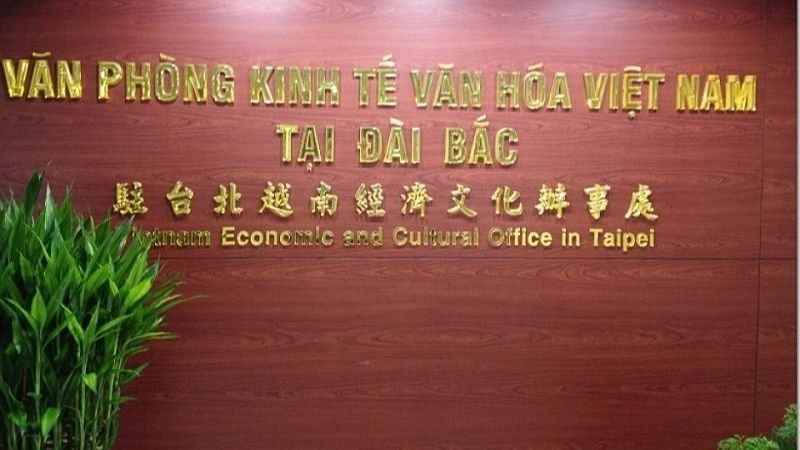 VĂN PHÒNG KINH TẾ VĂN HÓA VIỆT NAM
TẠI ĐÀI BẮC
駐台北越南經濟文化辦事處
Vietnam Economic and Cultural Office in Taipei